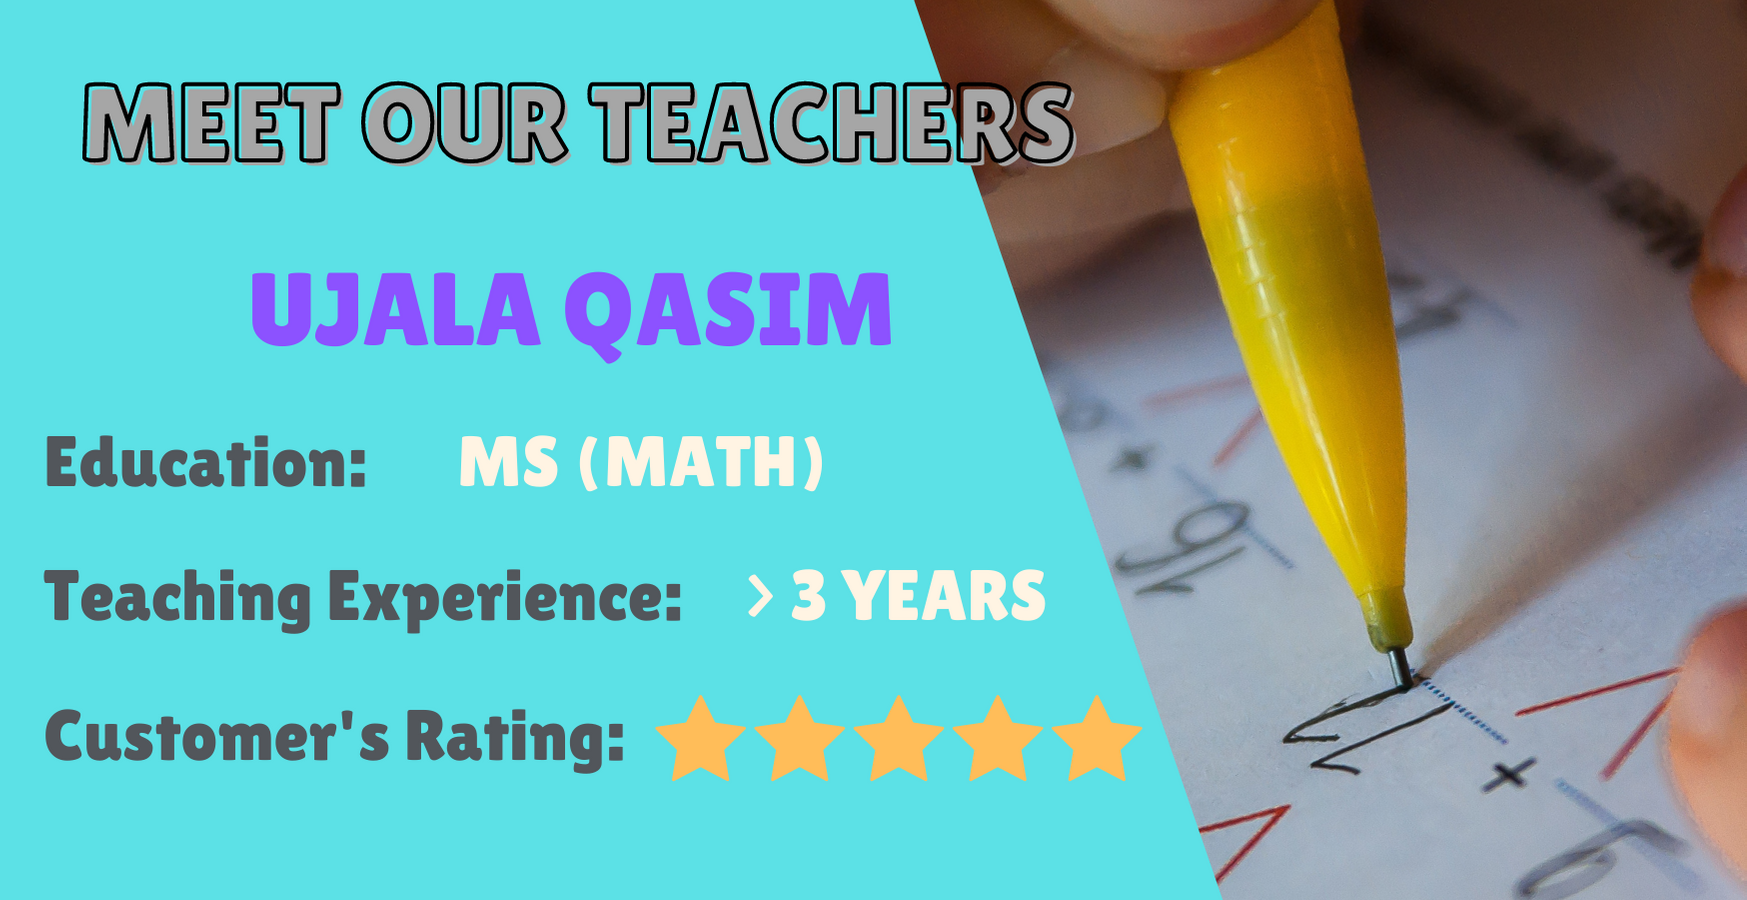 MEET OUR TEACHERS
UJALA QASIM
Education: MS (MATH)
Teaching Experience: > 3 YEARS
Customer's Rating: